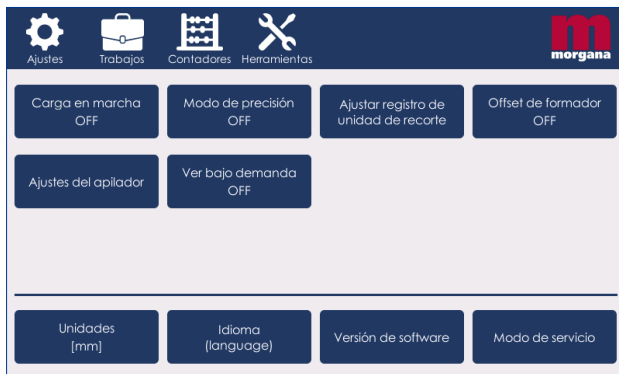 Ajustes
Trabajos
Contadores
Herramientas
m
morgana
Carga en marcha
OFF
Modo de precisión
OFF
Ajustar registro de
unidad de recorte
Offset de formador
OFF
Ajustes del apilador
Ver bajo demanda
OFF
Unidades
[mm]
Idioma
(language)
Versión de software
Modo de servicio